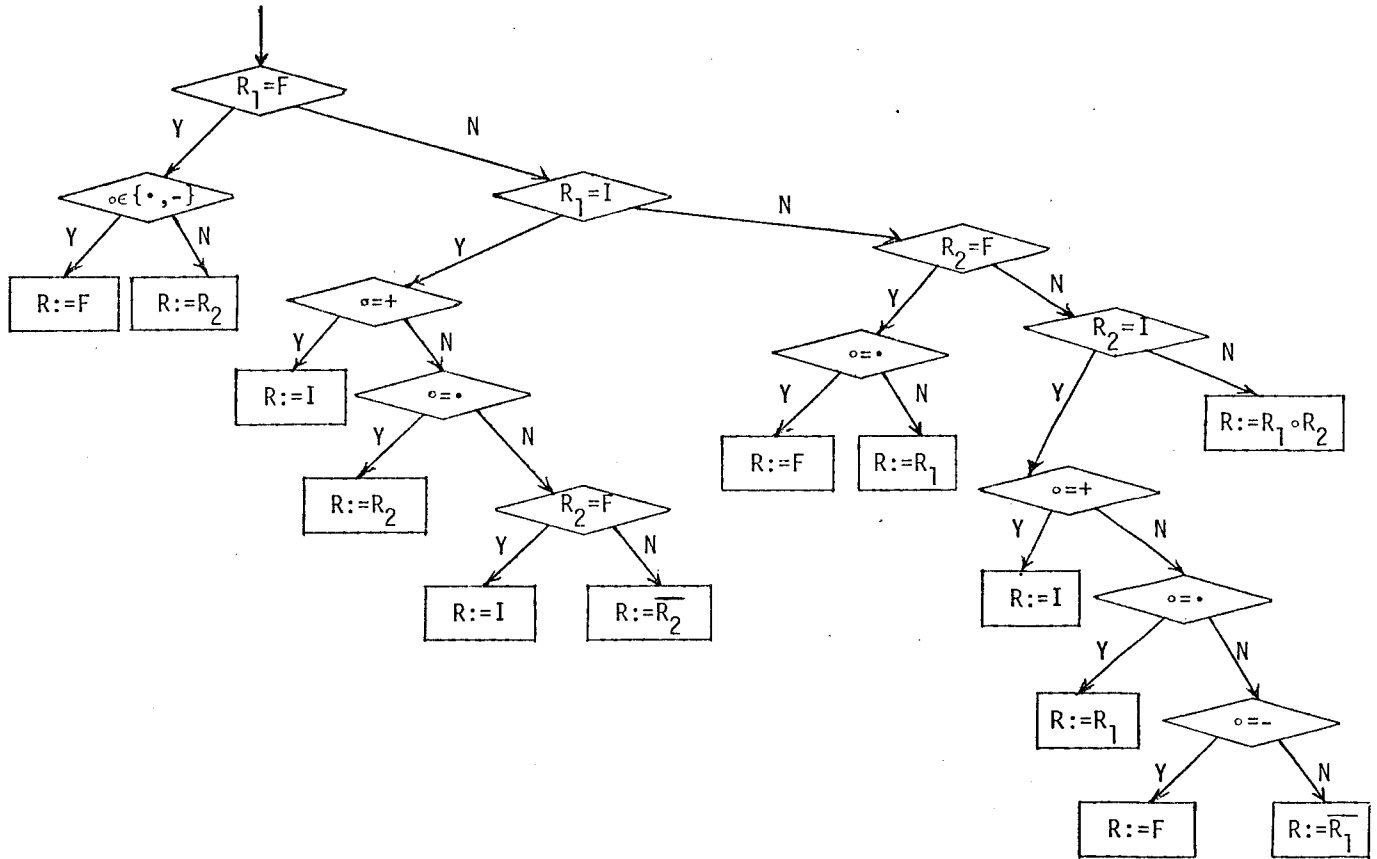 R₁=F
Y
N
∘∈{•,-}
R₁=I
N
Y
N
Y
R₂=F
R:=F
R:=R₂
∘=+
Y
N
Y
N
∘=•
R₂=I
N
R:=I
∘=•
Y
N
Y
R:=R₁∘R₂
Y
N
R:=F
R:=R₁
R:=R₂
R₂=F
∘=+
Y
N
Y
N
R:=I
R:=R̅₂̅
R:=I
∘=•
Y
N
R:=R₁
∘=-
Y
N
R:=F
R:=R̅₁̅